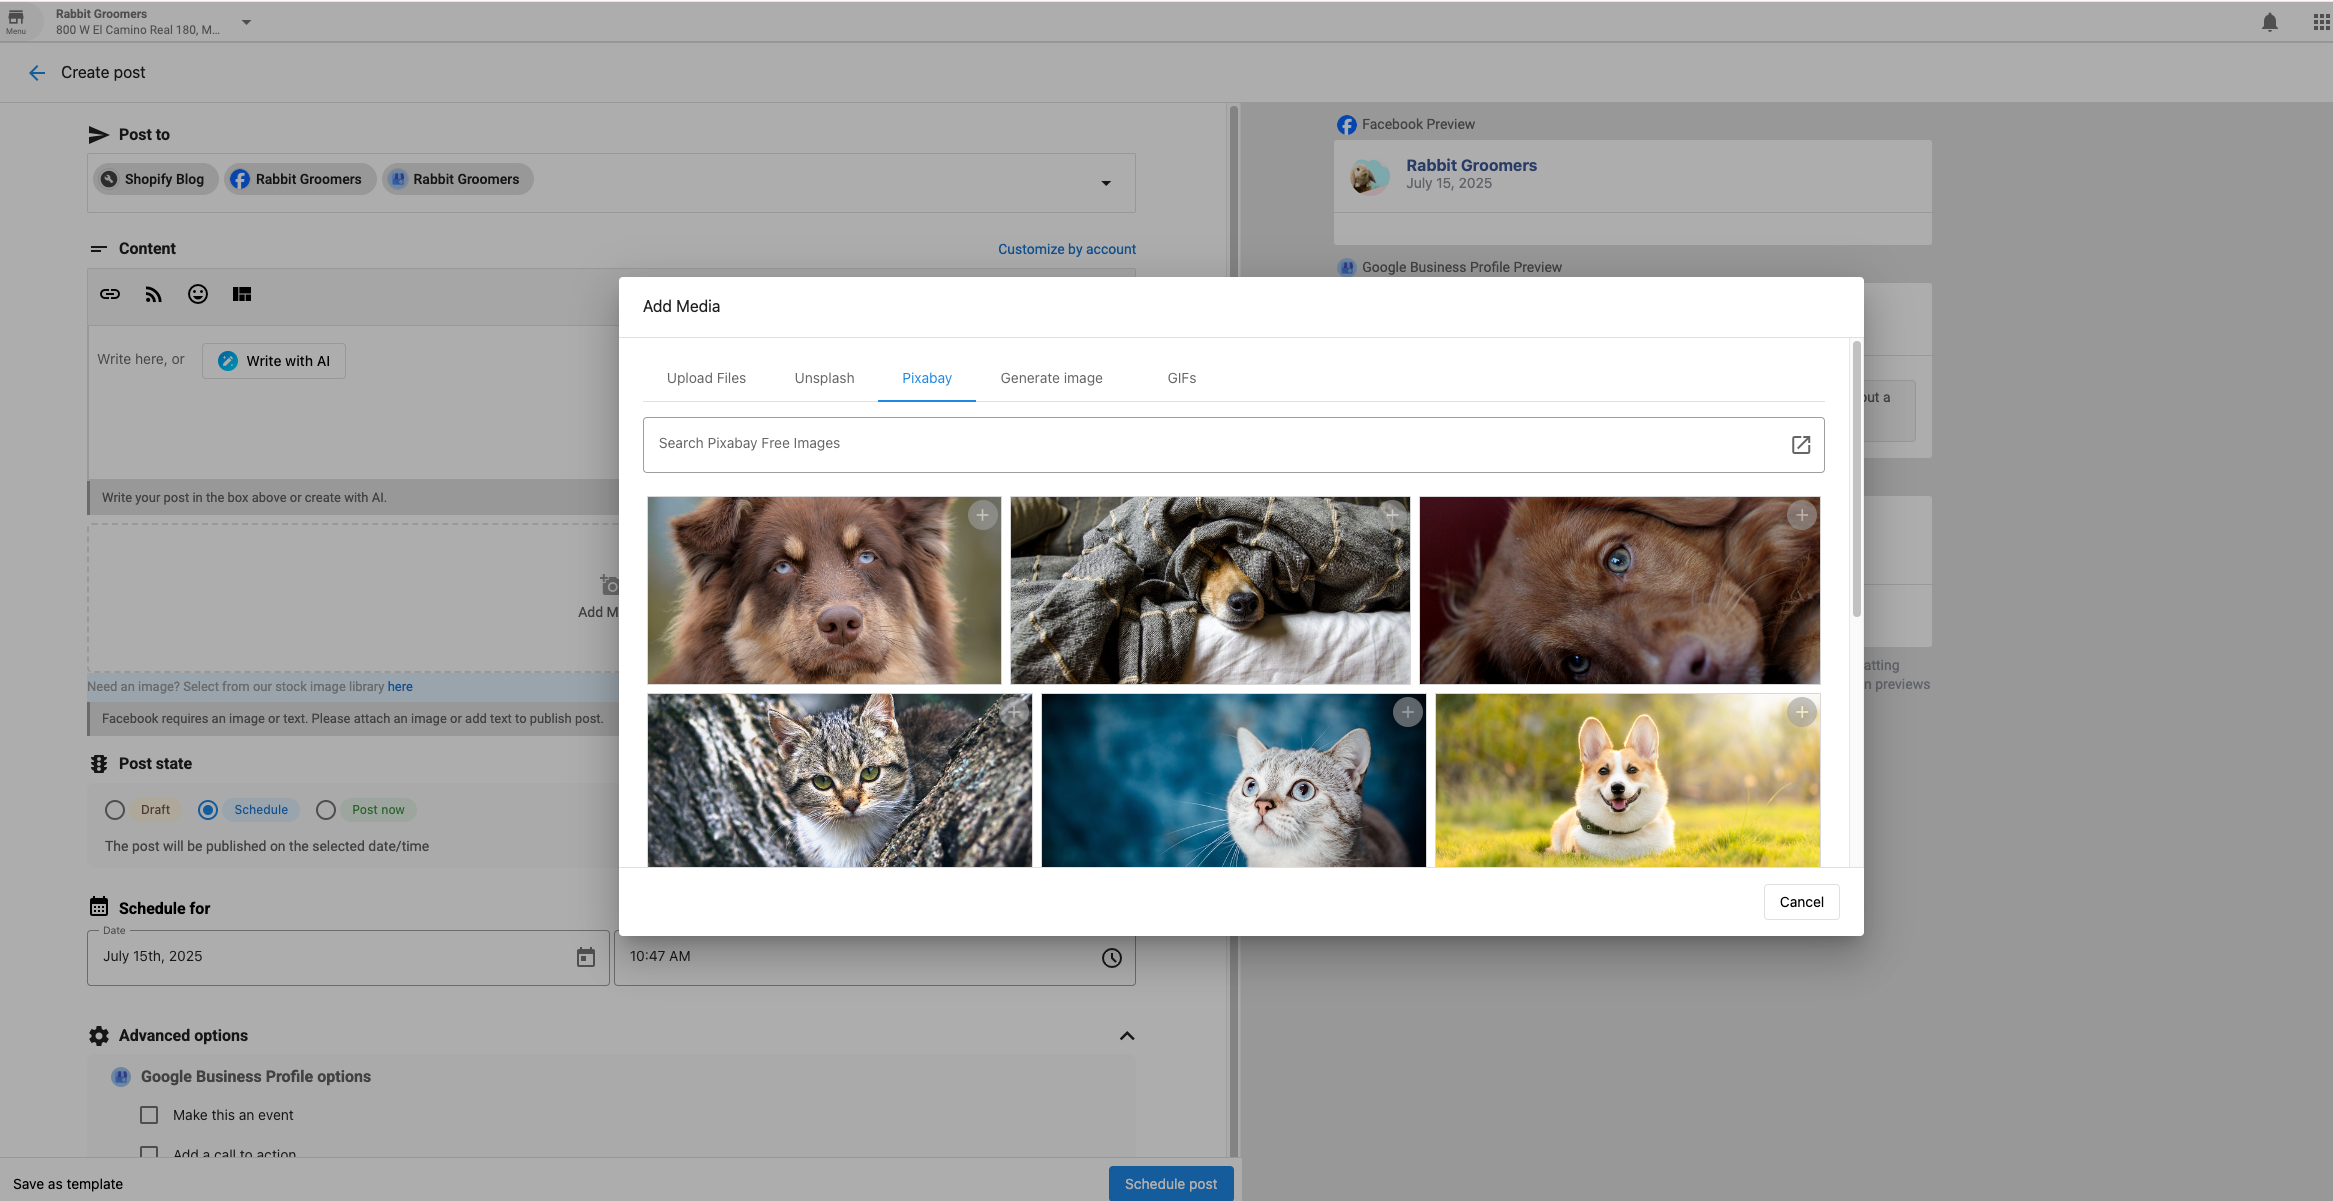 Menu
Rabbit Groomers
800 W El Camino Real 180, M...
Create post
Post to
Shopify Blog
Rabbit Groomers
Rabbit Groomers
Content
Customize by account
Write here, or
Write with AI
Write your post in the box above or create with AI.
Add M
Need an image? Select from our stock image library here
Facebook requires an image or text. Please attach an image or add text to publish post.
Post state
Draft
Schedule
Post now
The post will be published on the selected date/time
Schedule for
Date
July 15th, 2025
10:47 AM
Advanced options
Google Business Profile options
Make this an event
Add a call to action
Save as template
Schedule post
Facebook Preview
Rabbit Groomers
July 15, 2025
Google Business Profile Preview
out a
atting
n previews
Add Media
Upload Files
Unsplash
Pixabay
Generate image
GIFs
Search Pixabay Free Images
Cancel